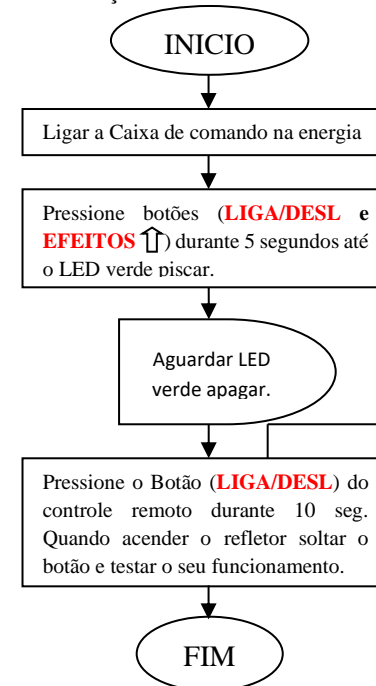 INICIO
Ligar a Caixa de comando na energia
Pressione botões (LIGA/DESL e
EFEITOS ⇧) durante 5 segundos até
o LED verde piscar.
Aguardar LED
verde apagar.
Pressione o Botão (LIGA/DESL) do
controle remoto durante 10 seg.
Quando acender o refletor soltar o
botão e testar o seu funcionamento.
FIM